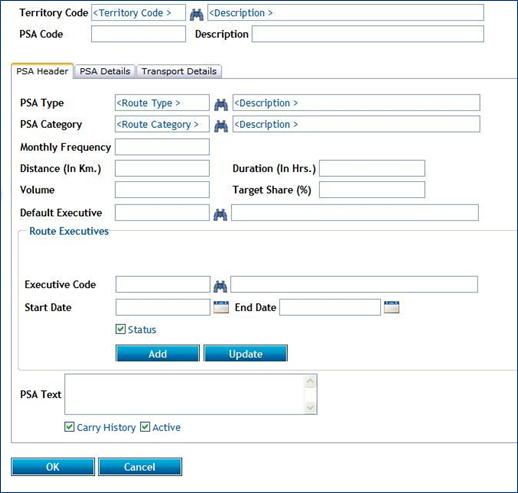 Territory Code <Territory Code > <Description >
PSA Code Description
PSA Header PSA Details Transport Details
PSA Type <Route Type > <Description >
PSA Category <Route Category > <Description >
Monthly Frequency
Distance (In Km.) Duration (In Hrs.)
Volume Target Share (%)
Default Executive
Route Executives
Executive Code
Start Date End Date
Status
Add Update
PSA Text
Carry History Active
OK Cancel